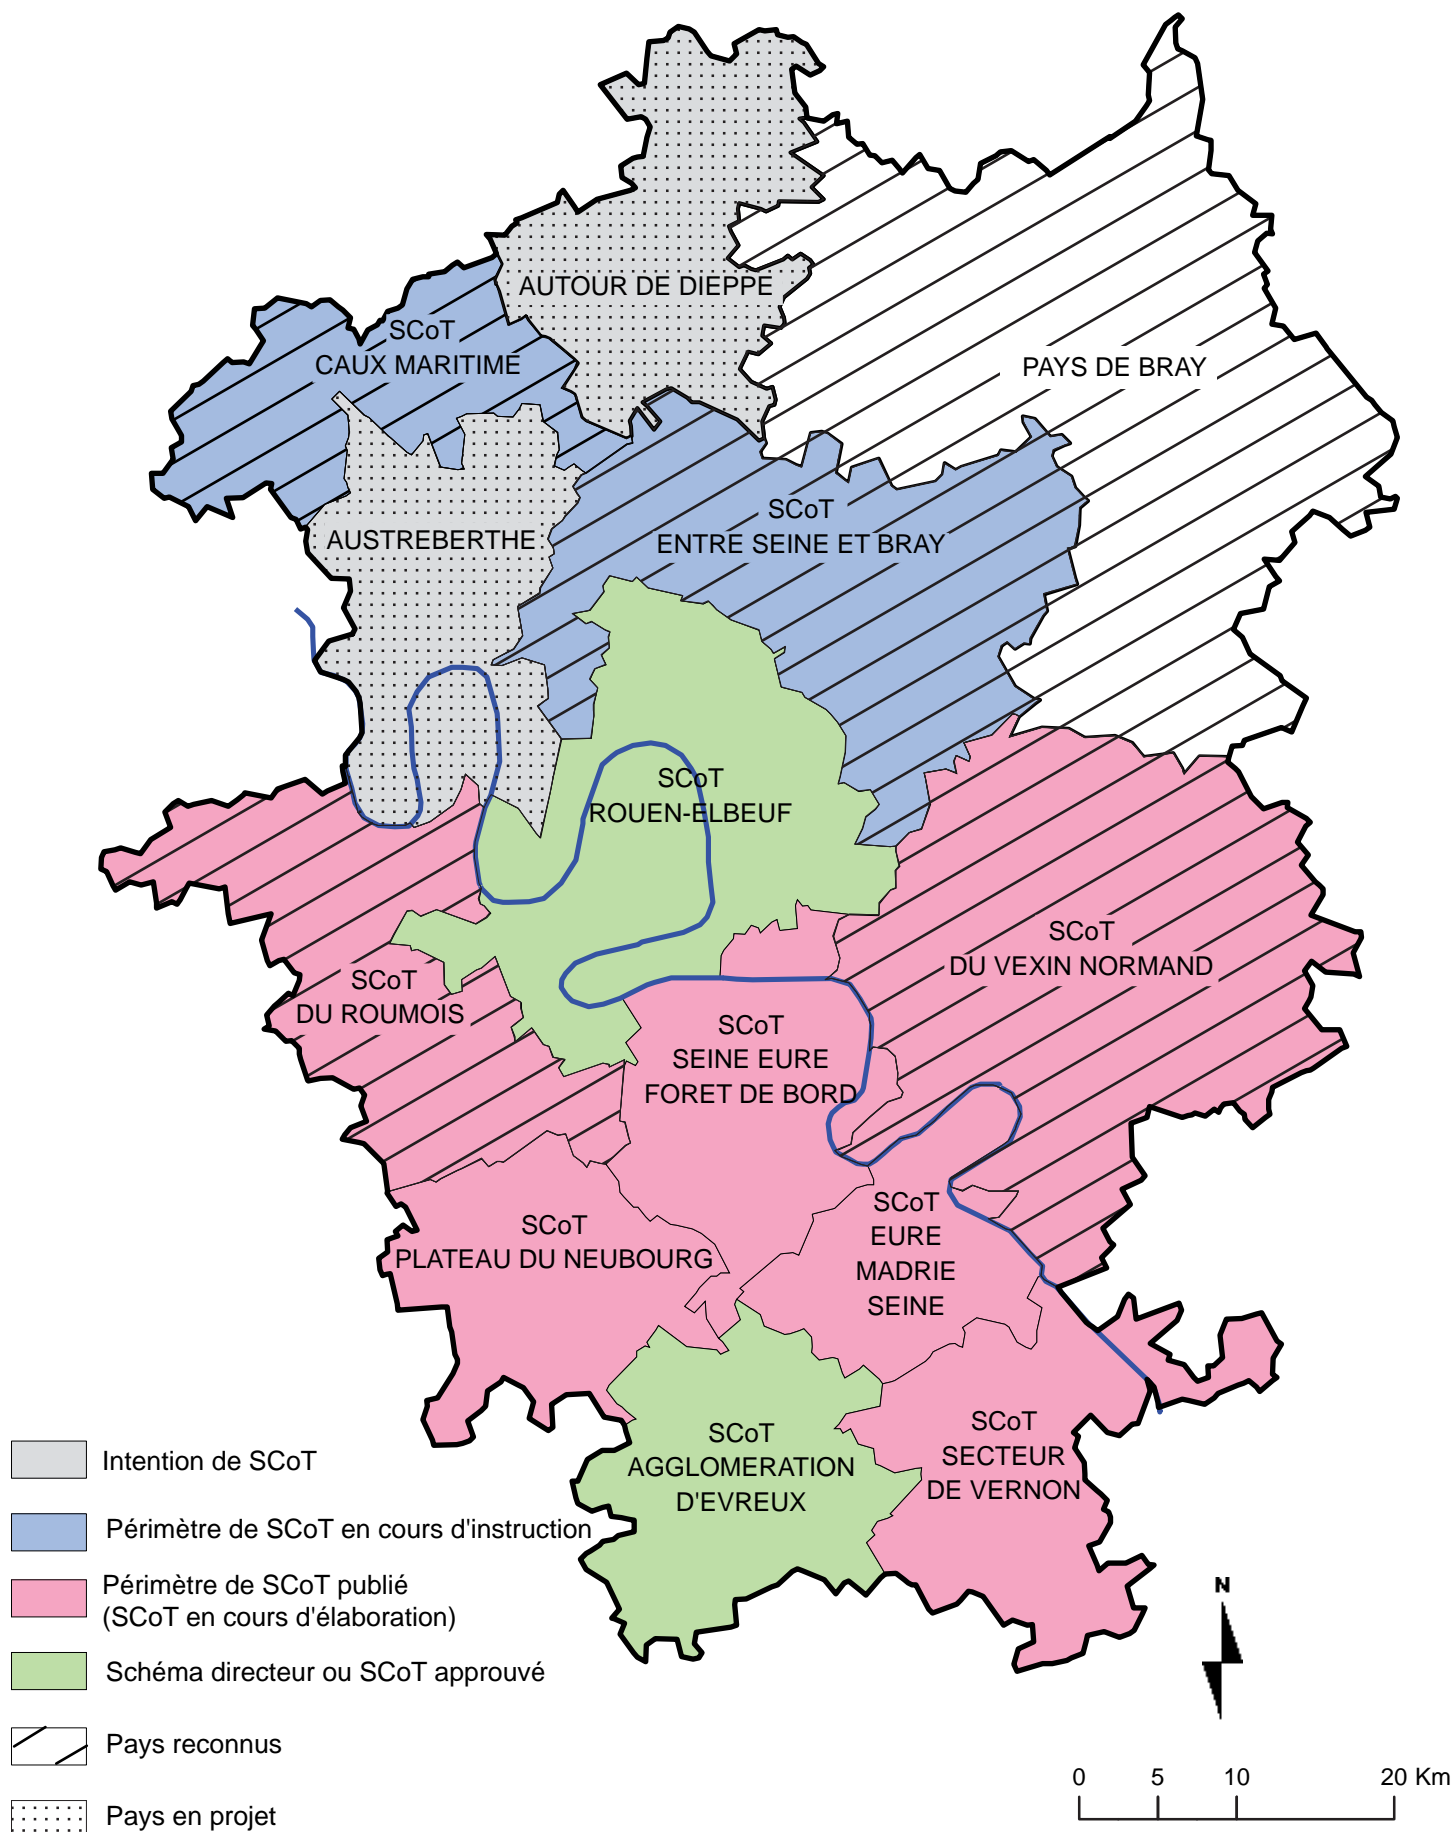 AUTOUR DE DIEPPE
SCoT
CAUX MARITIME
PAYS DE BRAY
SCoT
ENTRE SEINE ET BRAY
AUSTREBERTHE
SCoT
ROUEN-ELBEUF
SCoT
DU VEXIN NORMAND
SCoT
DU ROUMOIS
SCoT
SEINE EURE
FORET DE BORD
SCoT
EURE
MADRIE
SEINE
SCoT
PLATEAU DU NEUBOURG
SCoT
AGGLOMERATION
D'EVREUX
SCoT
SECTEUR
DE VERNON
Intention de SCoT
Périmètre de SCoT en cours d'instruction
Périmètre de SCoT publié
(SCoT en cours d'élaboration)
Schéma directeur ou SCoT approuvé
Pays reconnus
Pays en projet
N
0 5 10 20 Km